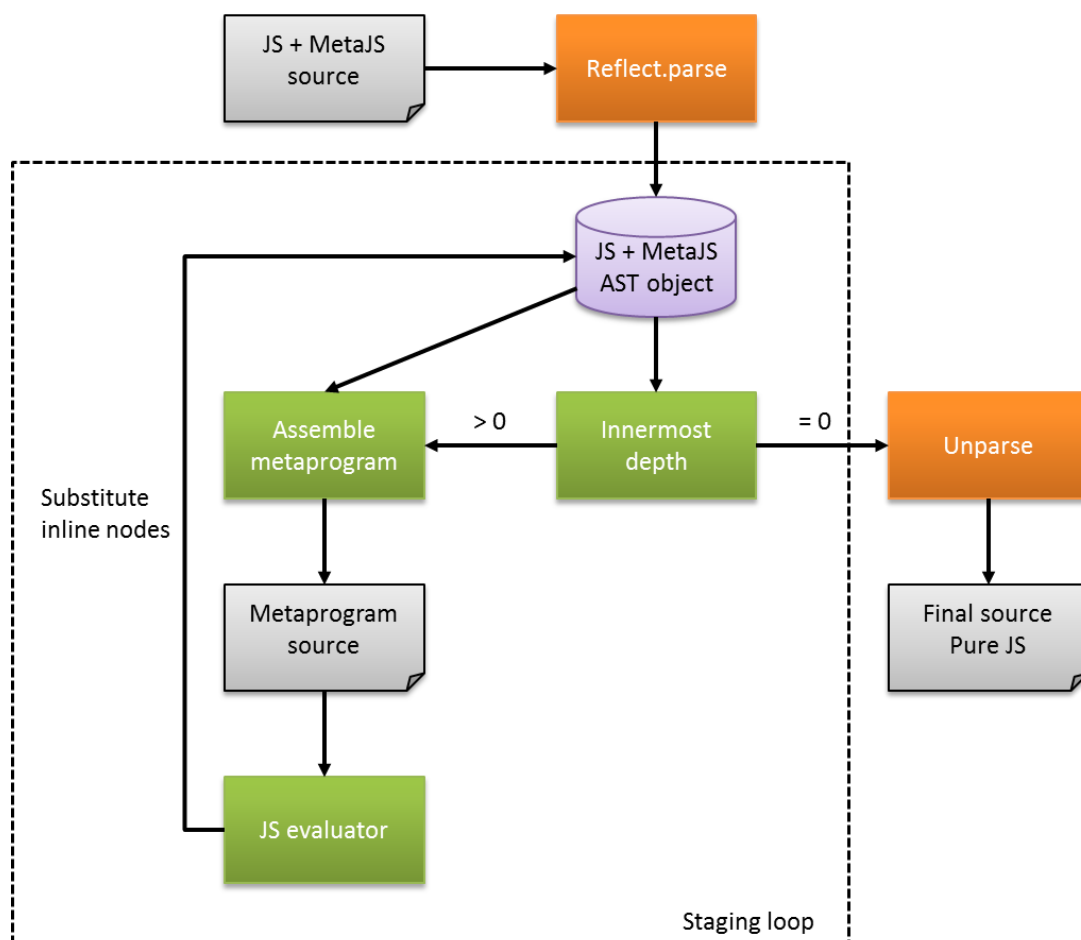 JS + MetaJS
source
Reflect.parse
JS + MetaJS
AST object
Assemble
metaprogram
> 0
Innermost
depth
= 0
Unparse
Substitute
inline nodes
Metaprogram
source
Final source
Pure JS
JS evaluator
Staging loop